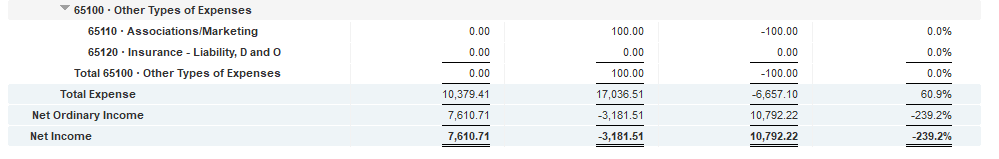 65100 · Other Types of Expenses
65110 · Associations/Marketing 0.00 100.00 -100.00 0.0%
65120 · Insurance - Liability, D and O 0.00 0.00 0.00 0.0%
Total 65100 · Other Types of Expenses 0.00 100.00 -100.00 0.0%
Total Expense 10,379.41 17,036.51 -6,657.10 60.9%
Net Ordinary Income 7,610.71 -3,181.51 10,792.22 -239.2%
Net Income 7,610.71 -3,181.51 10,792.22 -239.2%